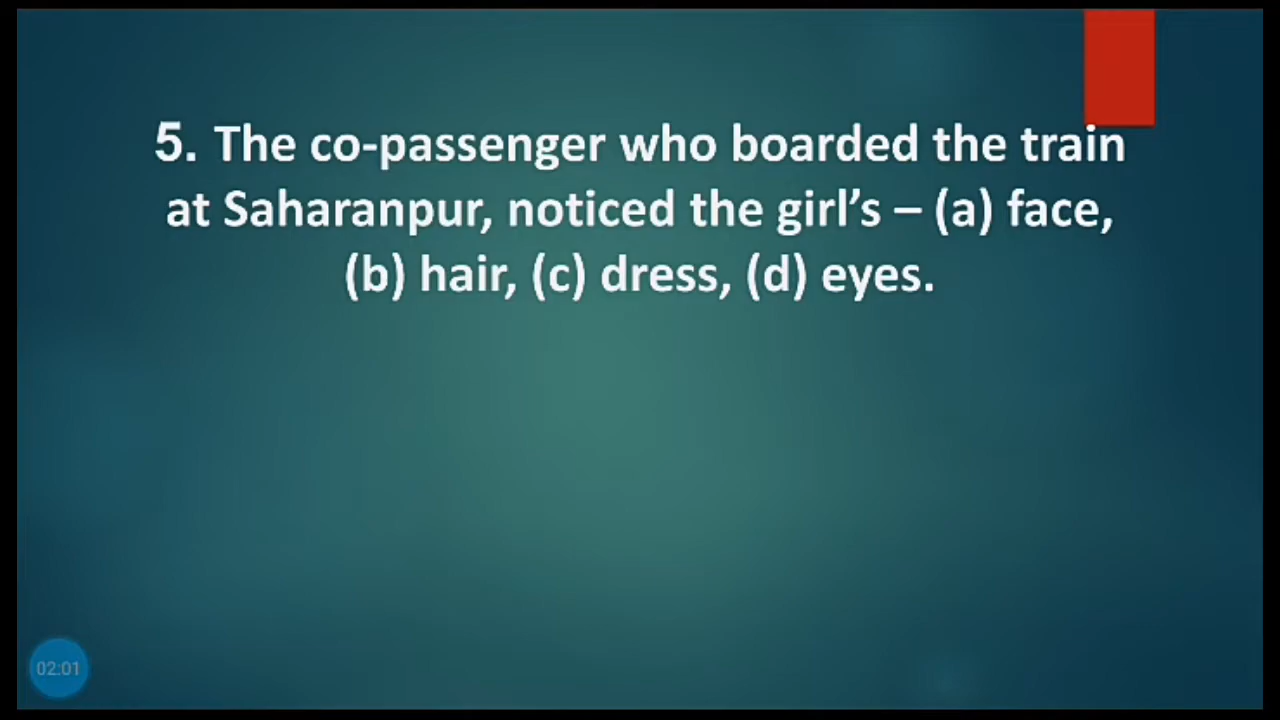 5. The co-passenger who boarded the train
at Saharanpur, noticed the girl’s – (a) face,
(b) hair, (c) dress, (d) eyes.
02:01